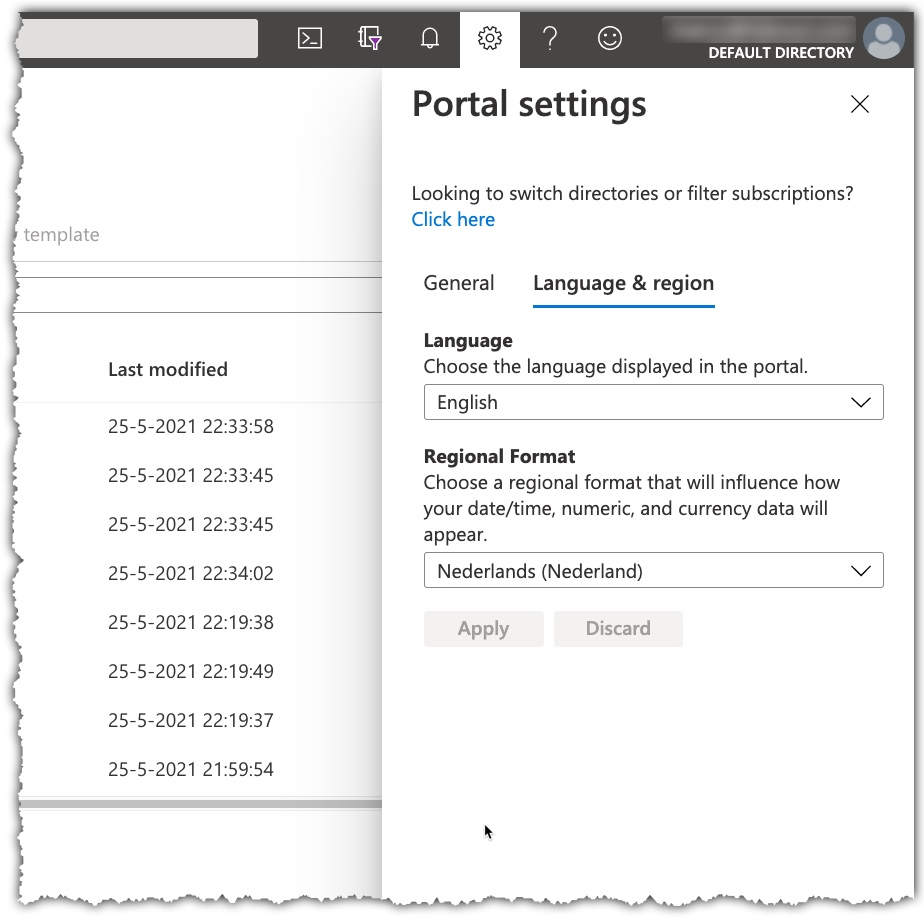 DEFAULT DIRECTORY
Portal settings
Looking to switch directories or filter subscriptions?
Click here
template
General
Language & region
Language
Choose the language displayed in the portal.
English
Last modified
Regional Format
Choose a regional format that will influence how
your date/time, numeric, and currency data will
appear.
Nederlands (Nederland)
Apply
Discard
25-5-2021 22:33:58
25-5-2021 22:33:45
25-5-2021 22:33:45
25-5-2021 22:34:02
25-5-2021 22:19:38
25-5-2021 22:19:49
25-5-2021 22:19:37
25-5-2021 21:59:54